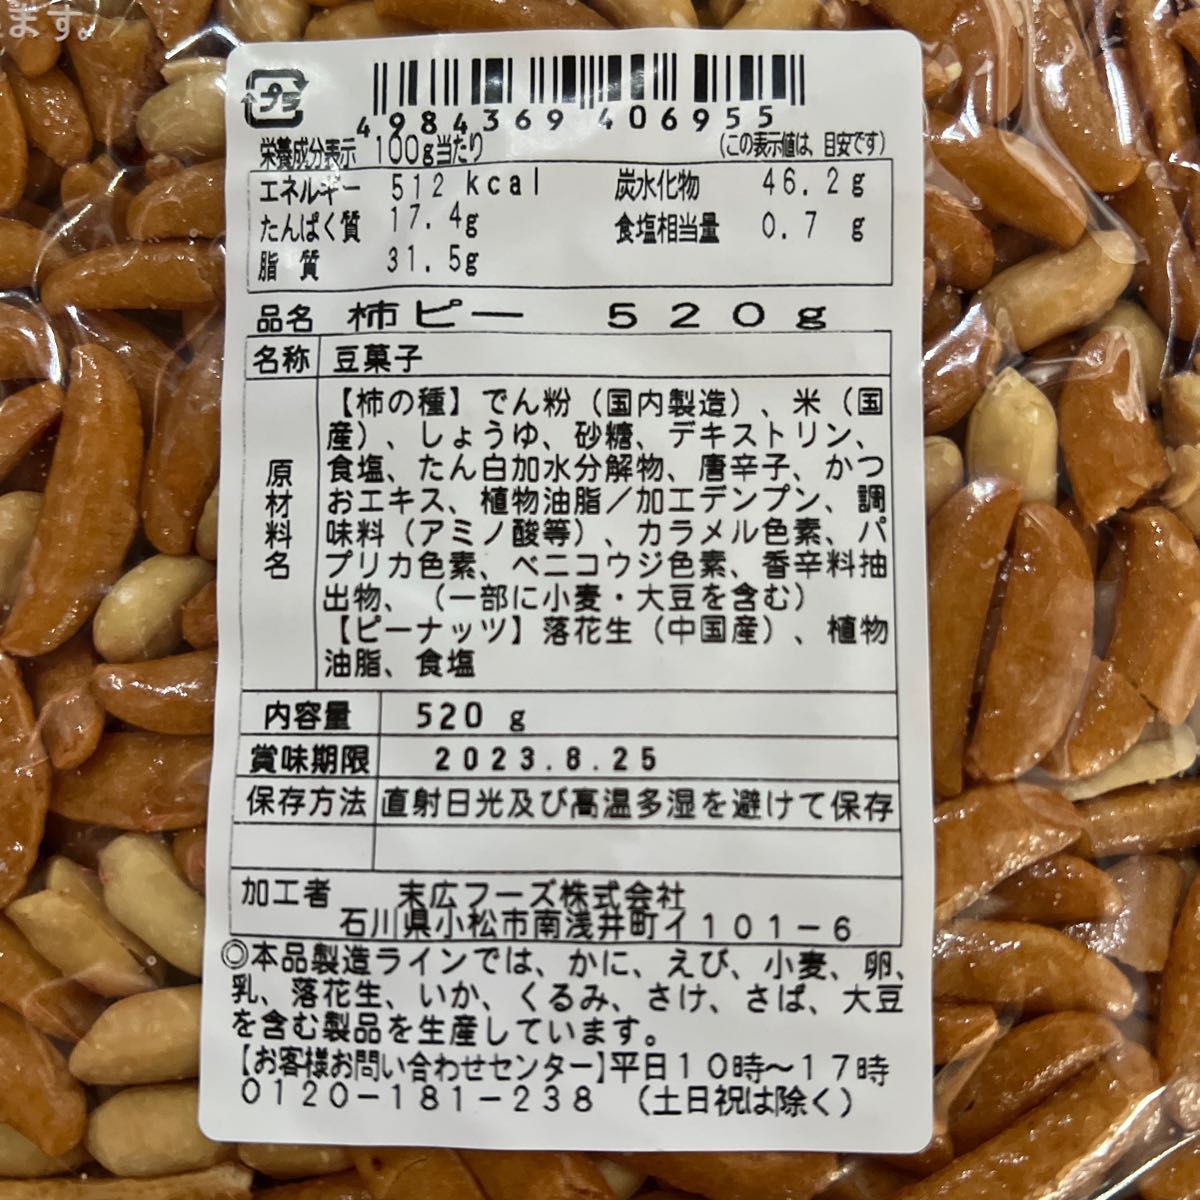 ます。
プラ
4984369406955
栄養成分表示 100g当たり (この表示値は、目安です)
エネルギー 512 kcal 炭水化物 46.2g
たんぱく質 17.4g 食塩相当量 0.7 g
脂 質 31.5g
品名 柿ピー 520g
名称 豆菓子
原材料名
【柿の種】でん粉(国内製造)、米(国
産)、しょうゆ、砂糖、デキストリン、
食塩、たん白加水分解物、唐辛子、かつ
おエキス、植物油脂/加工デンプン、調
味料(アミノ酸等)、カラメル色素、パ
プリカ色素、ベニコウジ色素、香辛料抽
出物、(一部に小麦・大豆を含む)
【ピーナッツ】落花生(中国産)、植物
油脂、食塩
内容量 520 g
賞味期限 2023.8.25
保存方法 直射日光及び高温多湿を避けて保存
加工者 末広フーズ株式会社
石川県小松市南浅井町イ101-6
◎本品製造ラインでは、かに、えび、小麦、卵、
乳、落花生、いか、くるみ、さけ、さば、大豆
を含む製品を生産しています。
【お客様お問い合わせセンター】平日10時~17時
0120-181-238 (土日祝は除く)